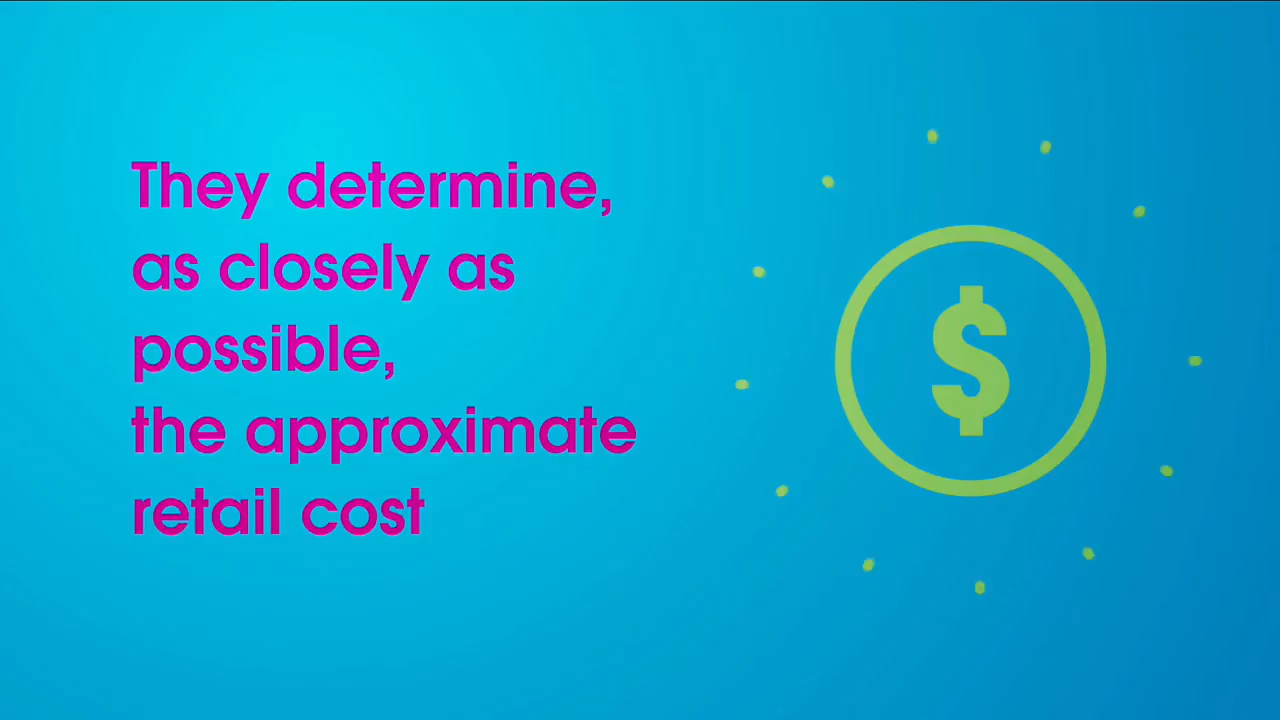 They determine,
as closely as
possible,
the approximate
retail cost
$